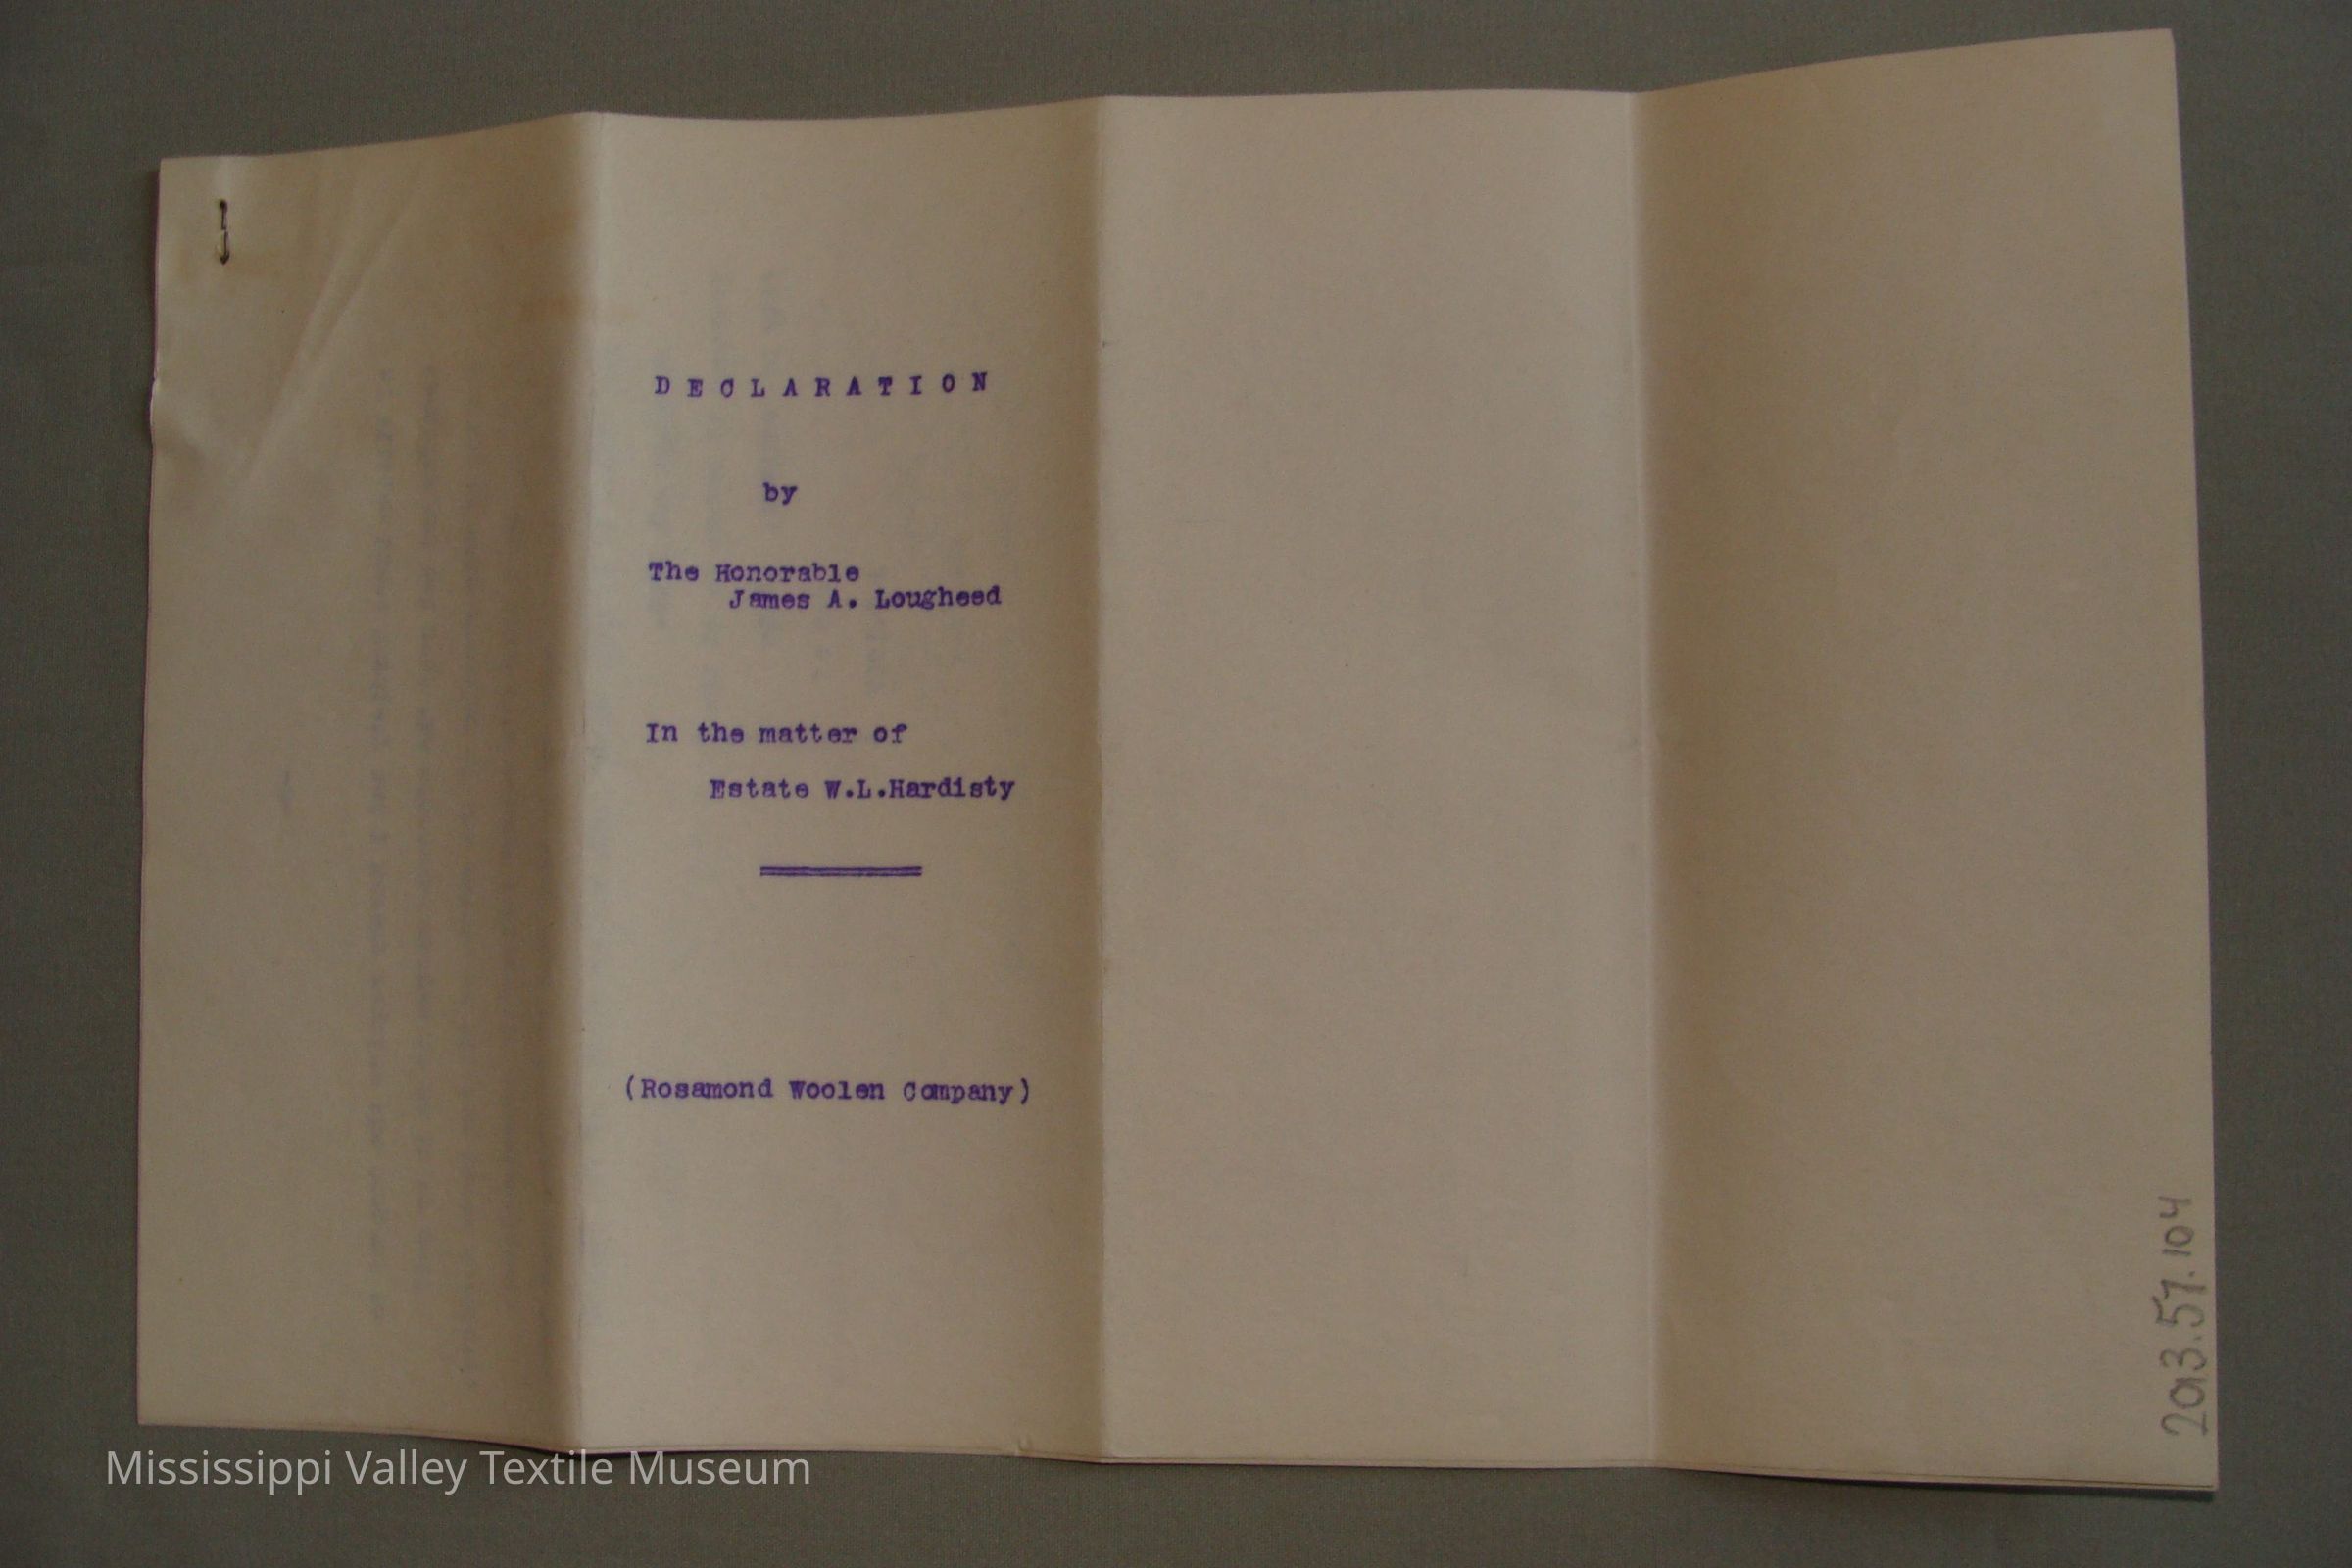 D E C L A R A T I O N
by
The Honorable
James A. Lougheed
In the matter of
Estate W.L.Hardisty
(Rosamond Woolen Company)
2013.57.104
Mississippi Valley Textile Museum